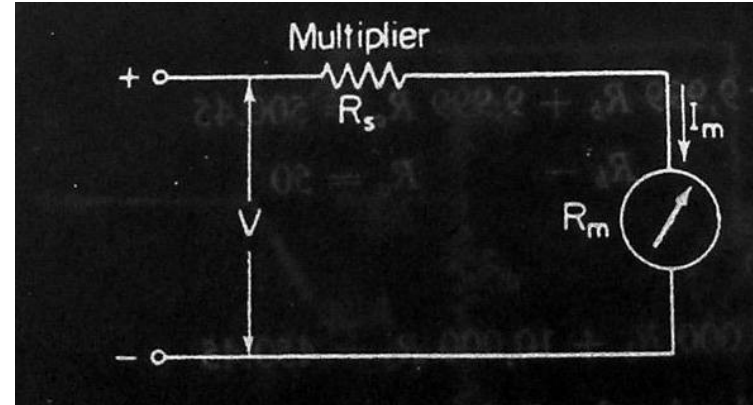 Multiplier
+
R_s
I_m
V
R_m
-